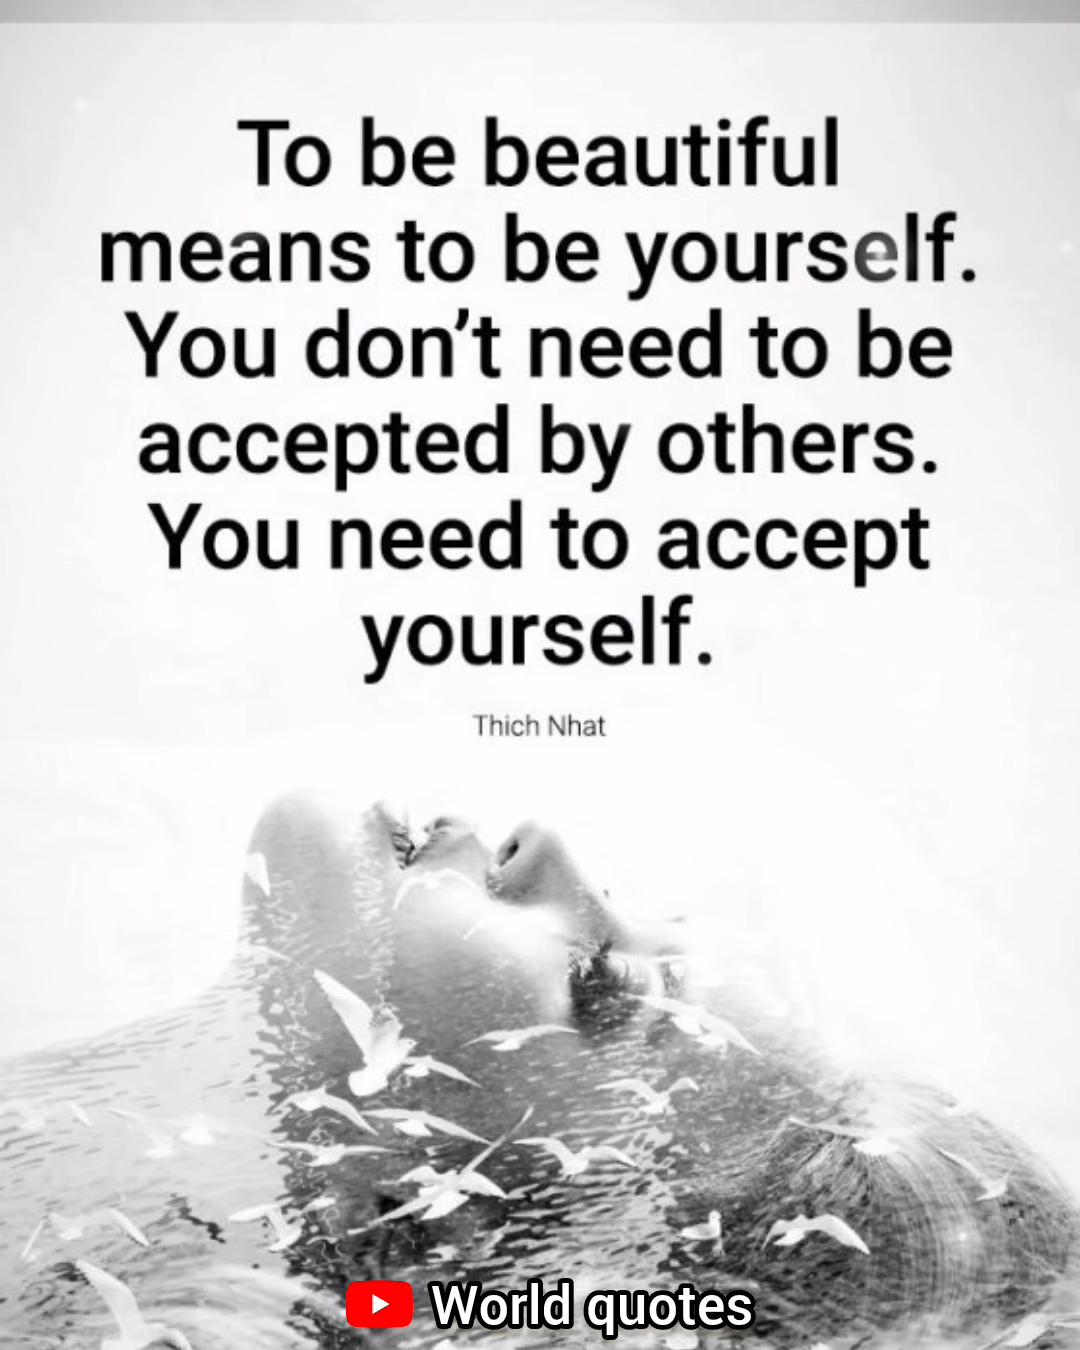 To be beautiful
means to be yourself.
You don’t need to be
accepted by others.
You need to accept
yourself.
Thich Nhat
World quotes